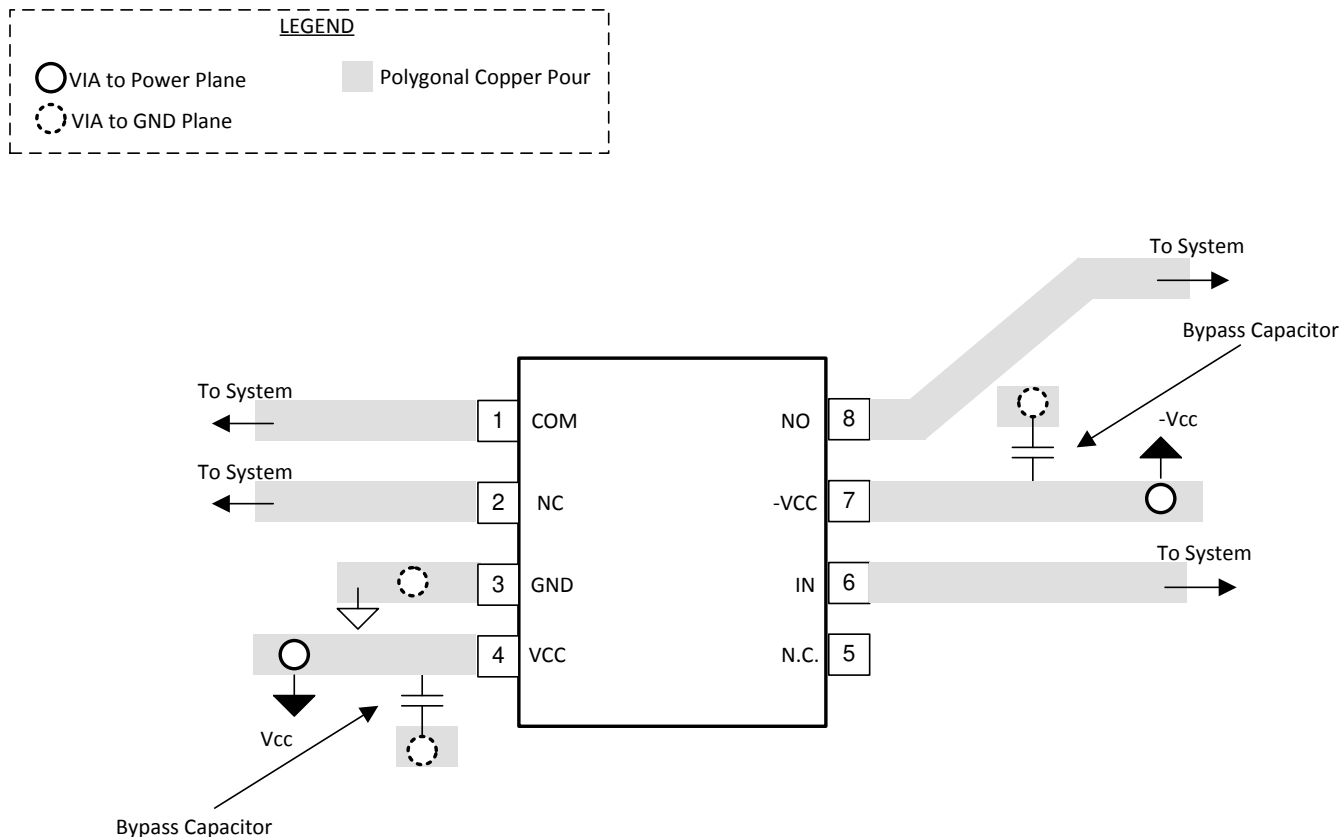 LEGEND
VIA to Power Plane
Polygonal Copper Pour
VIA to GND Plane
To System
Bypass Capacitor
To System
1 COM
NO 8
-Vcc
To System
2 NC
-VCC 7
To System
3 GND
IN 6
4 VCC
N.C. 5
Vcc
Bypass Capacitor